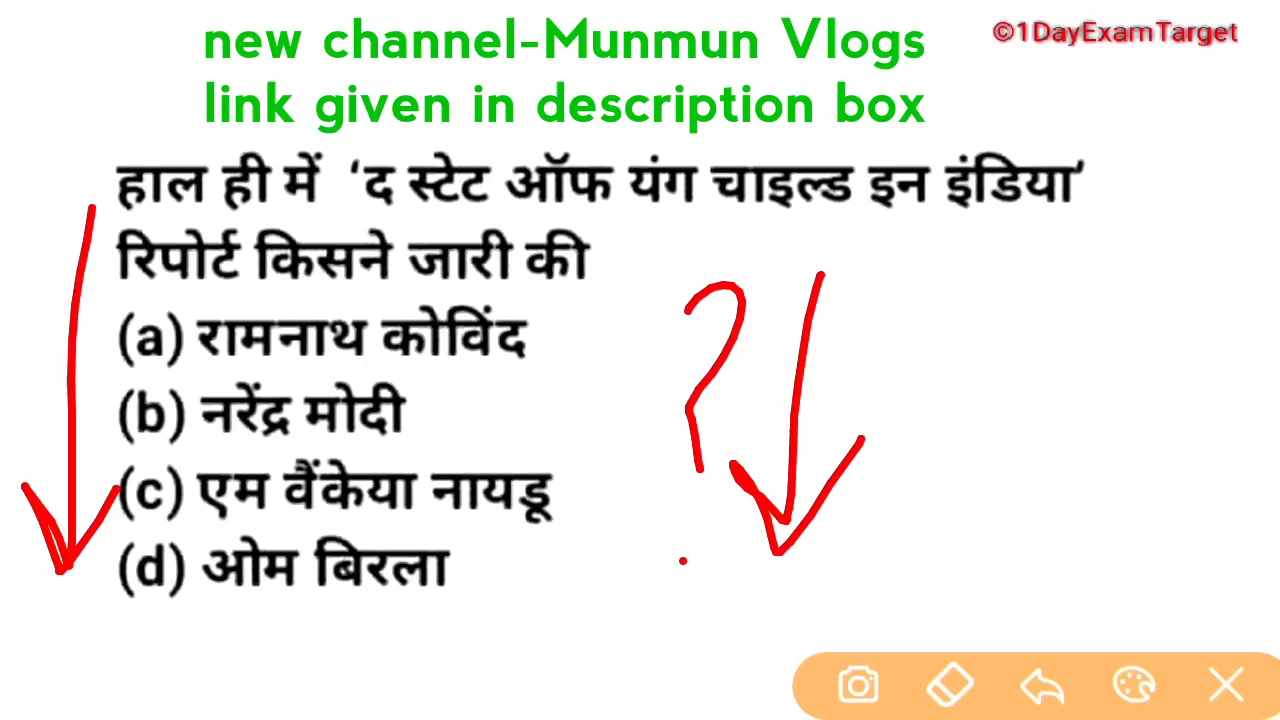 new channel-Munmun Vlogs
©1DayExamTarget
link given in description box
हाल ही में ‘द स्टेट ऑफ यंग चाइल्ड इन इंडिया’
रिपोर्ट किसने जारी की
(a) रामनाथ कोविंद
(b) नरेंद्र मोदी
(c) एम वैंकेया नायडू
(d) ओम बिरला
?